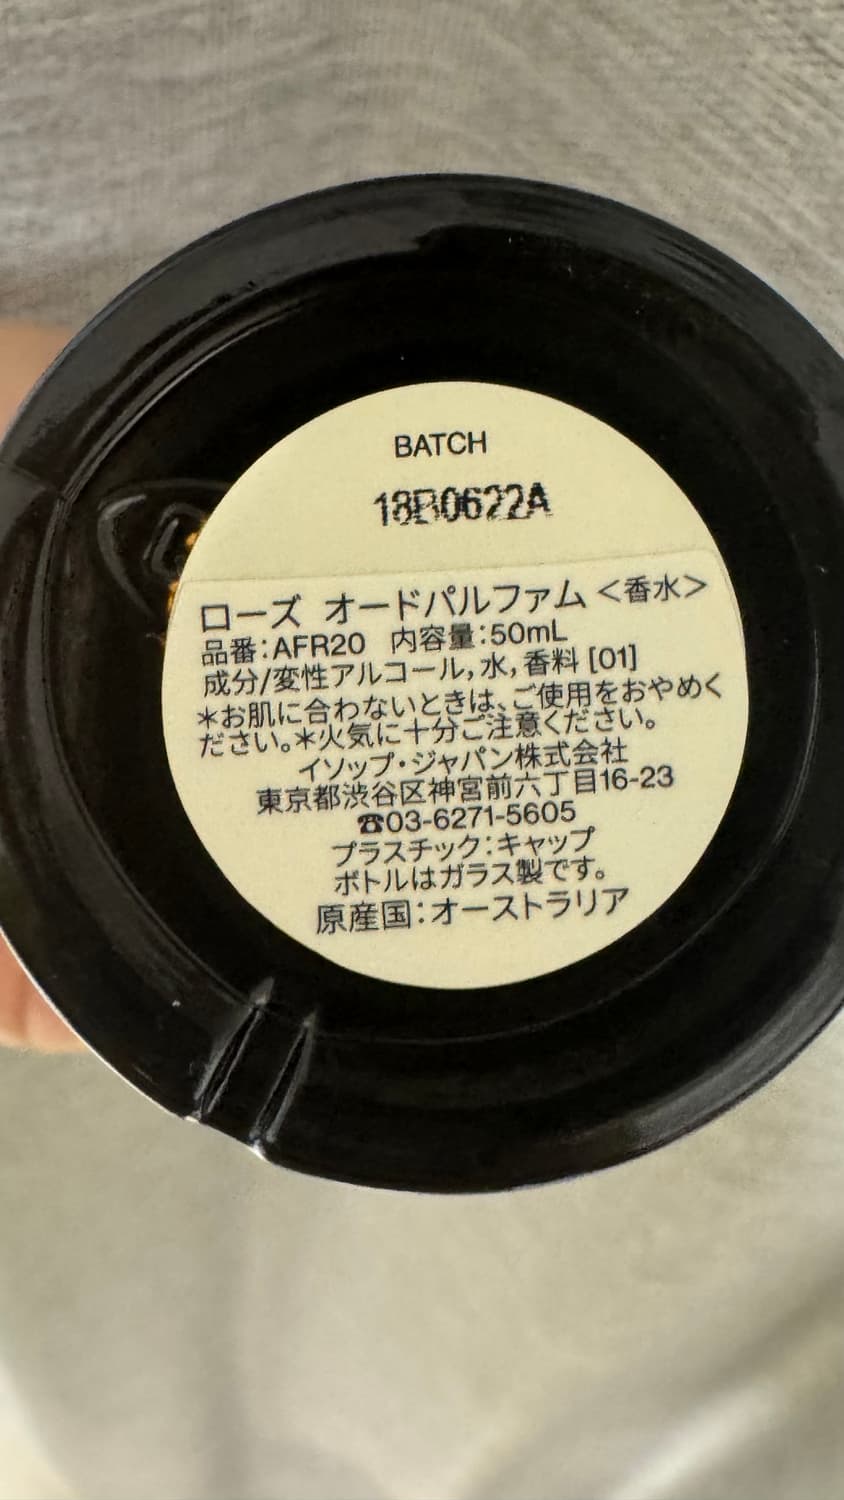 BATCH
18B0622A
ローズ オードパルファム <香水>
品番:AFR20 内容量:50mL
成分/変性アルコール,水,香料 [01]
*お肌に合わないときは、ご使用をおやめく
ださい。*火気に十分ご注意ください。
イソップ・ジャパン株式会社
東京都渋谷区神宮前六丁目16-23
☎03-6271-5605
プラスチック:キャップ
ボトルはガラス製です。
原産国:オーストラリア